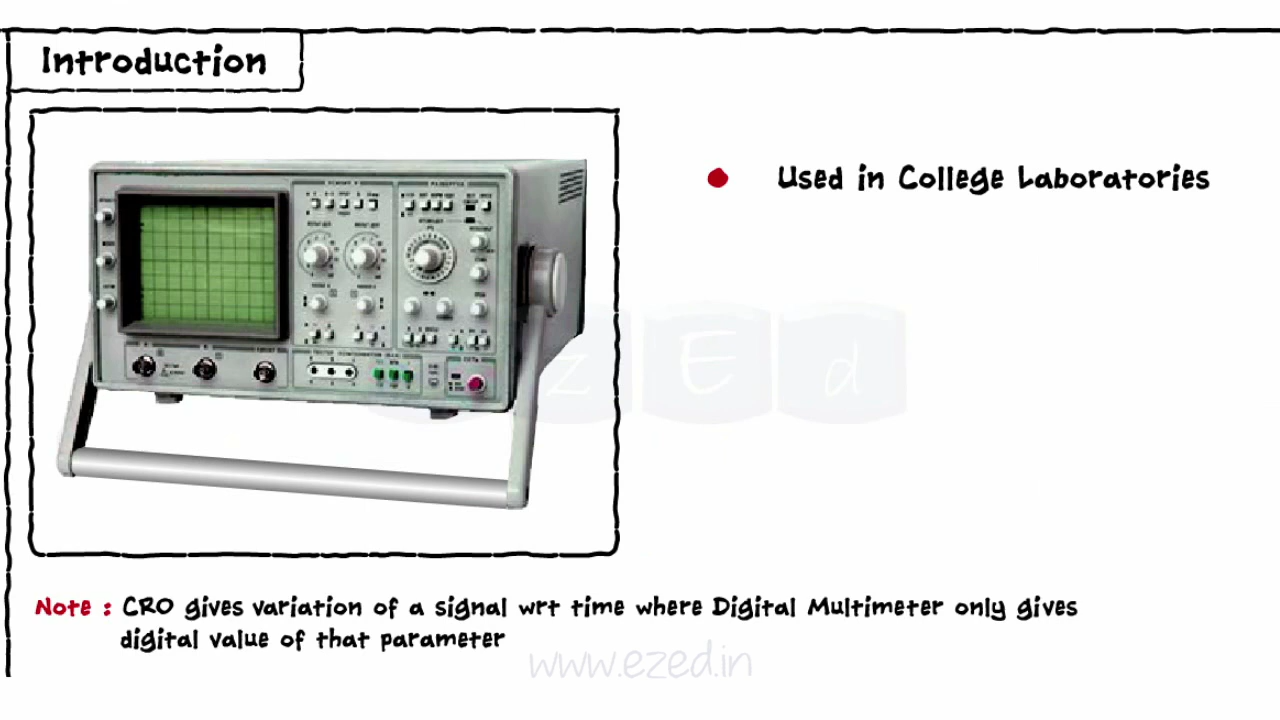 Introduction
Used in College Laboratories
ezEd
Note : CRO gives variation of a signal wrt time where Digital Multimeter only gives
digital value of that parameter
www.ezed.in